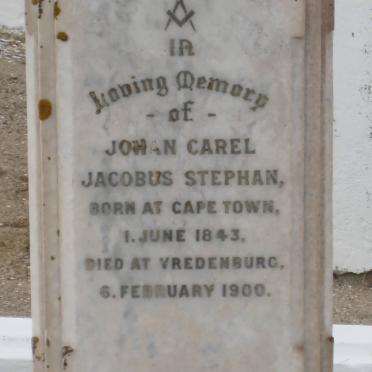 IN
Loving Memory
- of -
JOHAN CAREL
JACOBUS STEPHAN,
BORN AT CAPE TOWN,
1. JUNE 1843,
DIED AT VREDENBURG,
6. FEBRUARY 1900.